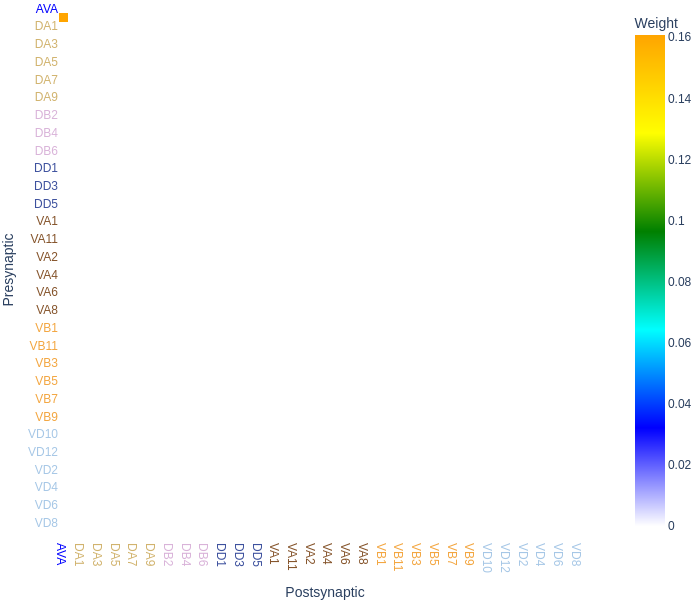 Weight
0.16
0.14
0.12
0.1
0.08
0.06
0.04
0.02
0
Presynaptic
AVA
DA1
DA3
DA5
DA7
DA9
DB2
DB4
DB6
DD1
DD3
DD5
VA1
VA11
VA2
VA4
VA6
VA8
VB1
VB11
VB3
VB5
VB7
VB9
VD10
VD12
VD2
VD4
VD6
VD8
AVA
DA1
DA3
DA5
DA7
DA9
DB2
DB4
DB6
DD1
DD3
DD5
VA1
VA11
VA2
VA4
VA6
VA8
VB1
VB11
VB3
VB5
VB7
VB9
VD10
VD12
VD2
VD4
VD6
VD8
Postsynaptic